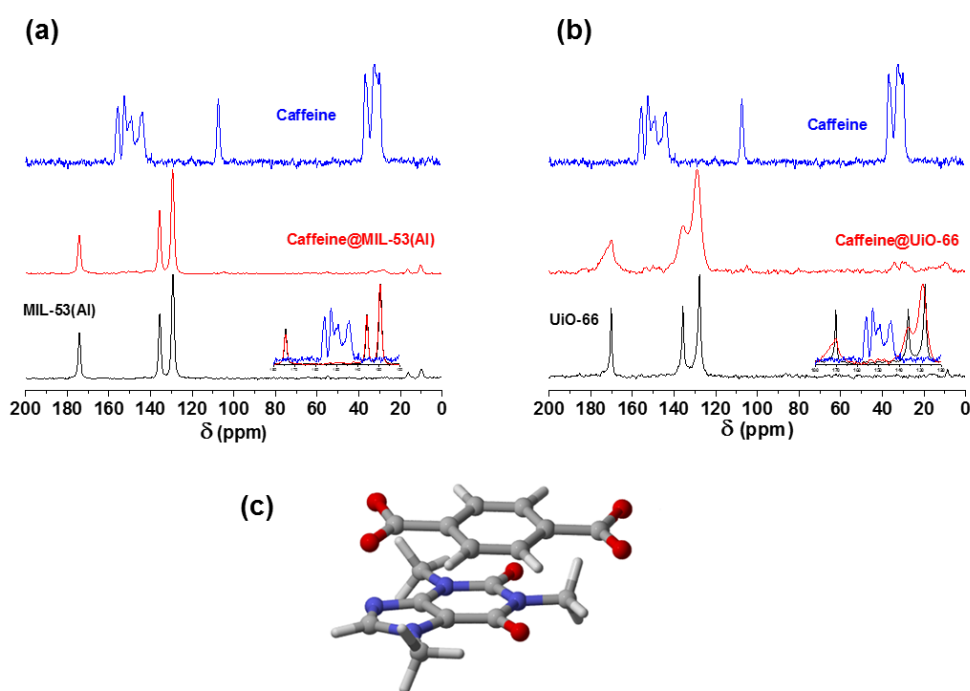 (a)
Caffeine
Caffeine@MIL-53(Al)
MIL-53(Al)
200 180 160 140 120 100 80 60 40 20 0
δ (ppm)
(b)
Caffeine
Caffeine@UiO-66
UiO-66
200 180 160 140 120 100 80 60 40 20 0
δ (ppm)
(c)